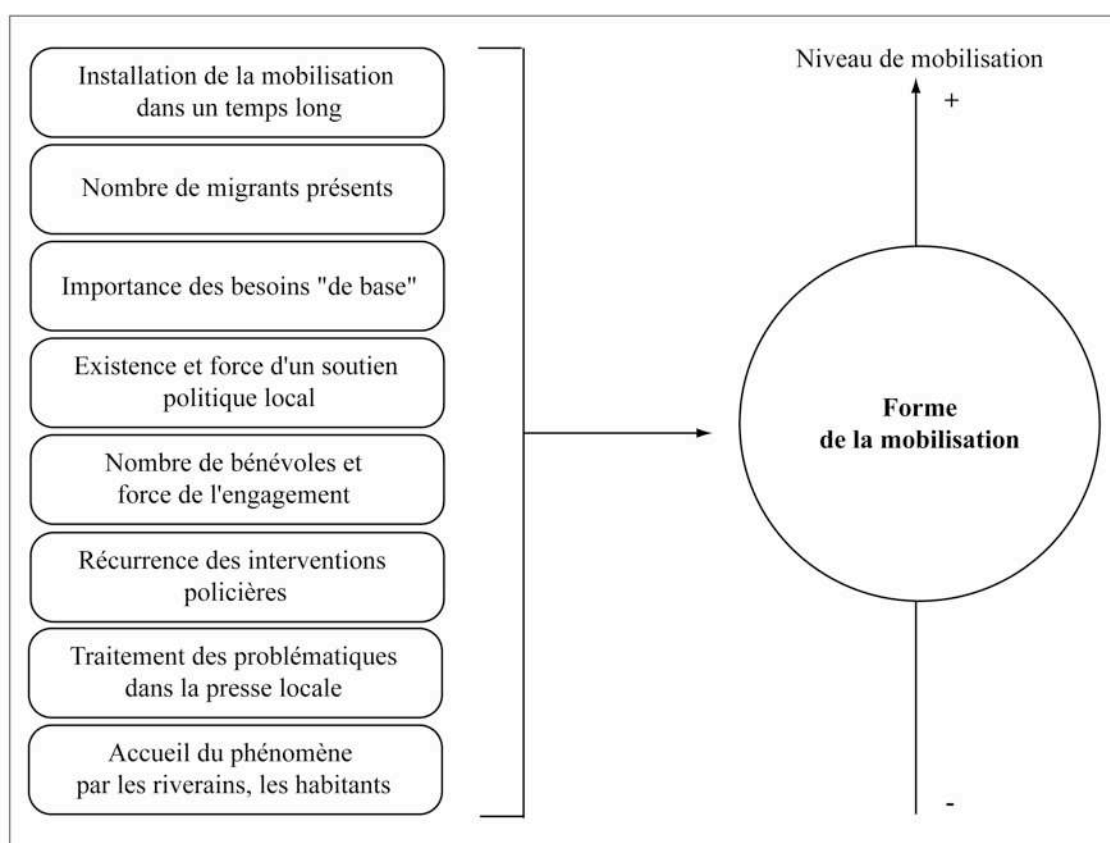 Installation de la mobilisation
dans un temps long
Nombre de migrants présents
Importance des besoins "de base"
Existence et force d'un soutien
politique local
Nombre de bénévoles et
force de l'engagement
Récurrence des interventions
policières
Traitement des problématiques
dans la presse locale
Accueil du phénomène
par les riverains, les habitants
Niveau de mobilisation
+
Forme
de la mobilisation
-